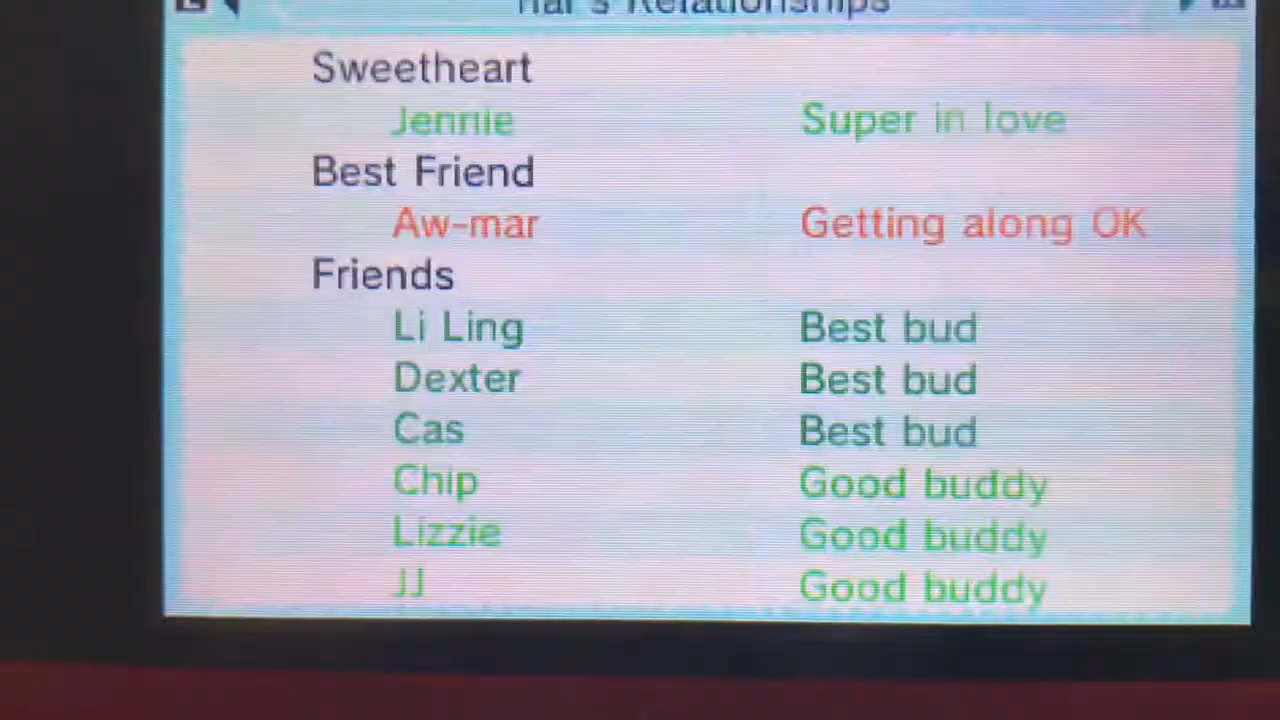 Relationships
Sweetheart
Jennie Super in love
Best Friend
Aw-mar Getting along OK
Friends
Li Ling Best bud
Dexter Best bud
Cas Best bud
Chip Good buddy
Lizzie Good buddy
JJ Good buddy